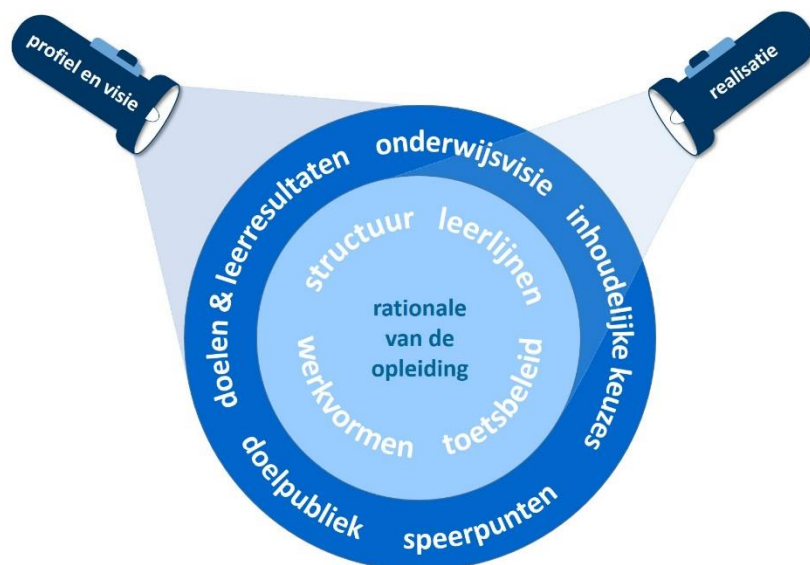 profiel en visie
realisatie
doelen & leerresultaten
onderwijsvisie
inhoudelijke keuzes
speerpunten
doelpubliek
structuur
leerlijnen
toetsbeleid
werkvormen
rationale
van de
opleiding